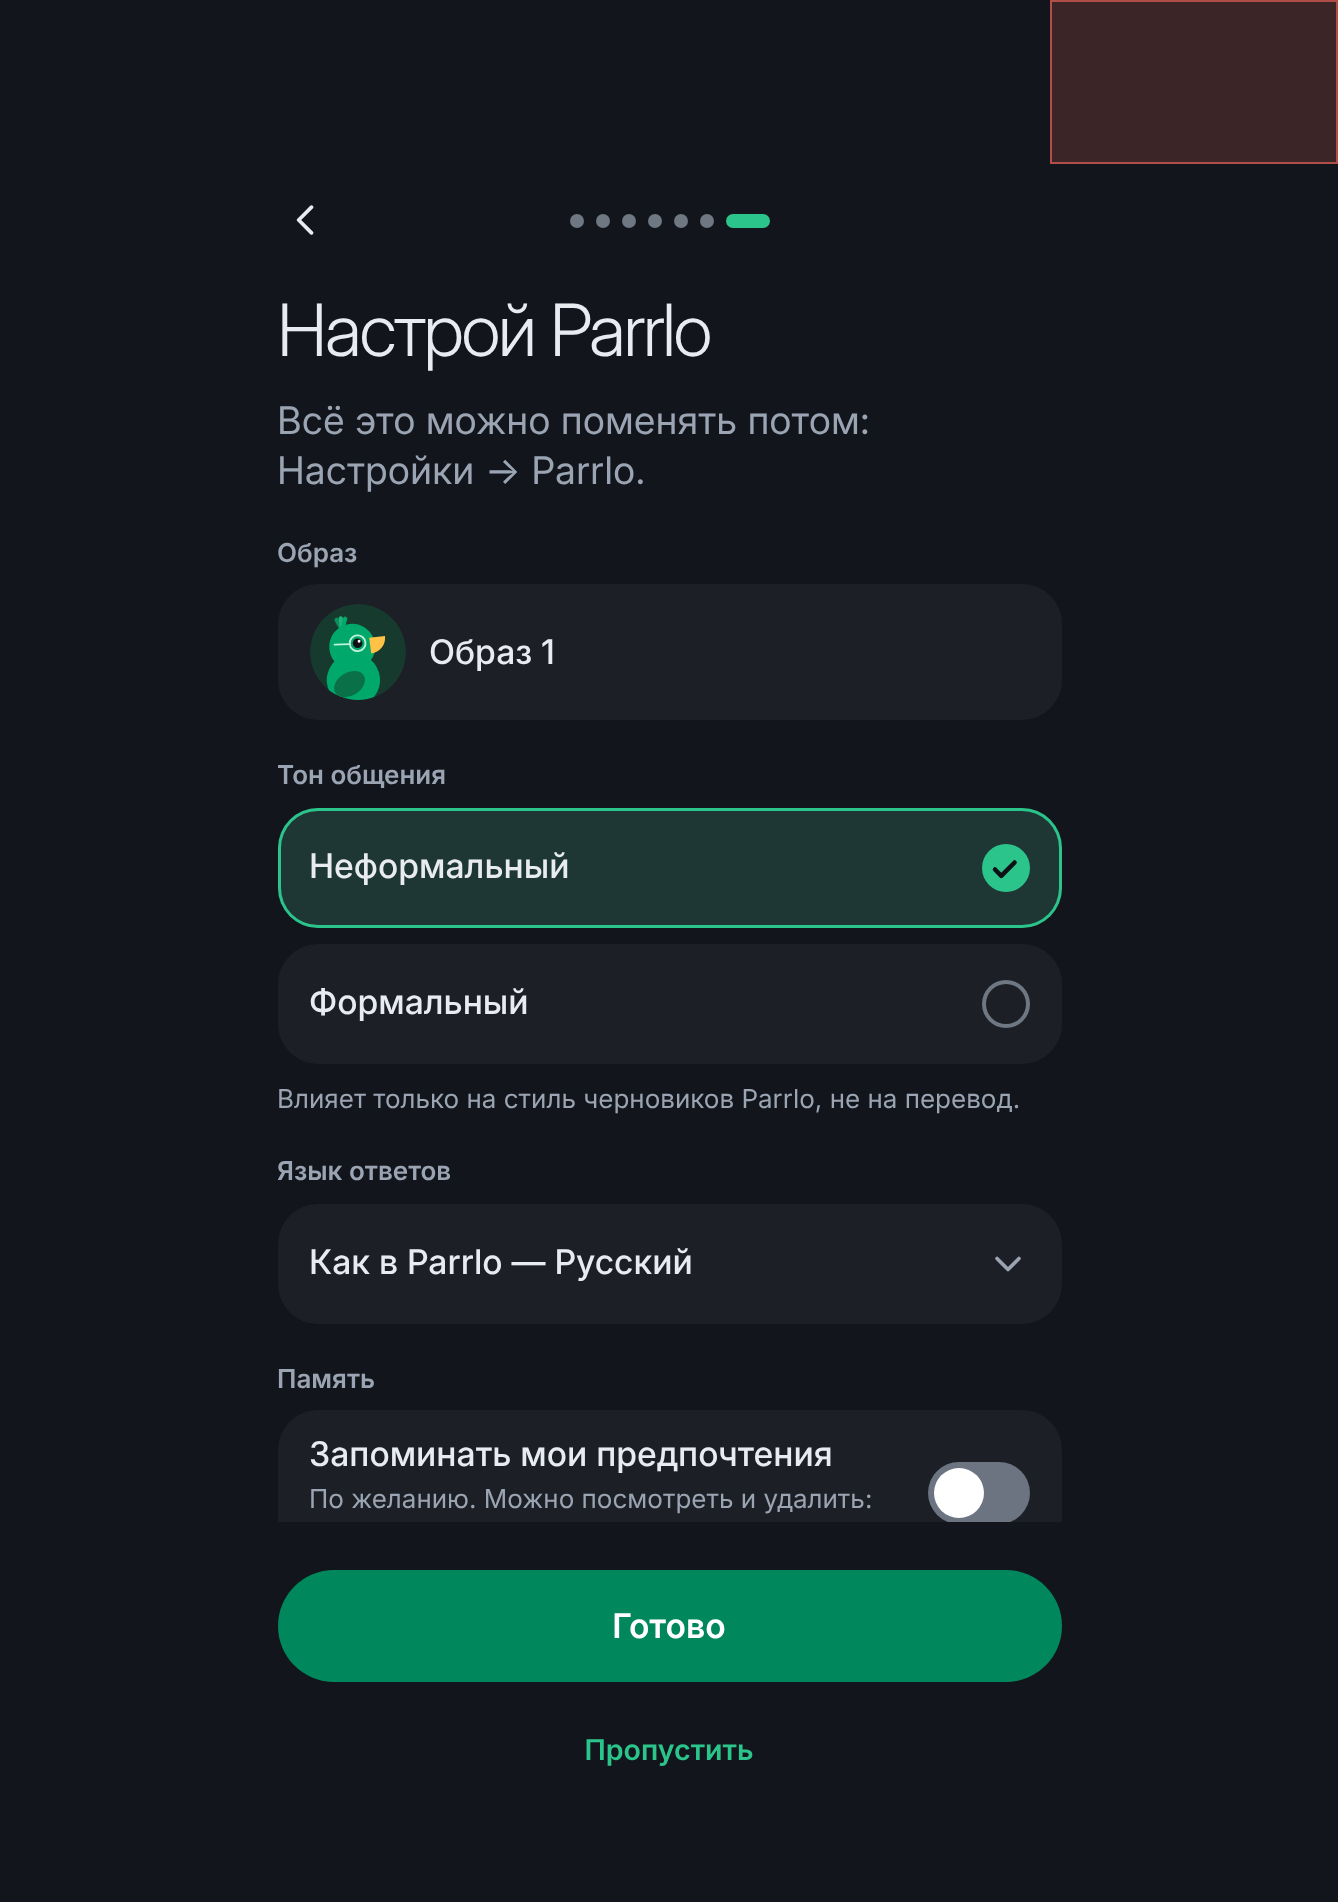 Настрой Parrlo
Всё это можно поменять потом:
Настройки → Parrlo.
Образ
Образ 1
Тон общения
Неформальный
Формальный
Влияет только на стиль черновиков Parrlo, не на перевод.
Язык ответов
Как в Parrlo — Русский
Память
Запоминать мои предпочтения
По желанию. Можно посмотреть и удалить:
Готово
Пропустить